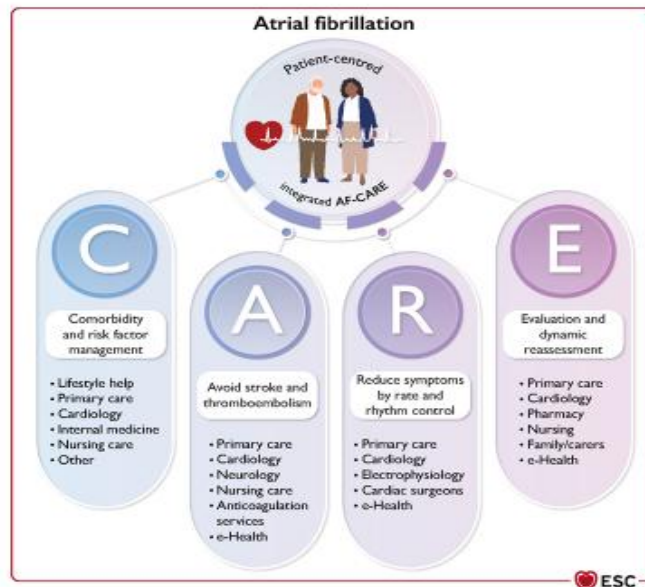 Atrial fibrillation
Patient-centred
integrated AF-CARE
C
Comorbidity
and risk factor
management
• Lifestyle help
• Primary care
• Cardiology
• Internal medicine
• Nursing care
• Other
A
Avoid stroke and
thromboembolism
• Primary care
• Cardiology
• Neurology
• Nursing care
• Anticoagulation
services
• e-Health
R
Reduce symptoms
by rate and
rhythm control
• Primary care
• Cardiology
• Electrophysiology
• Cardiac surgeons
• e-Health
E
Evaluation and
dynamic
reassessment
• Primary care
• Cardiology
• Pharmacy
• Nursing
• Family/carers
• e-Health
ESC